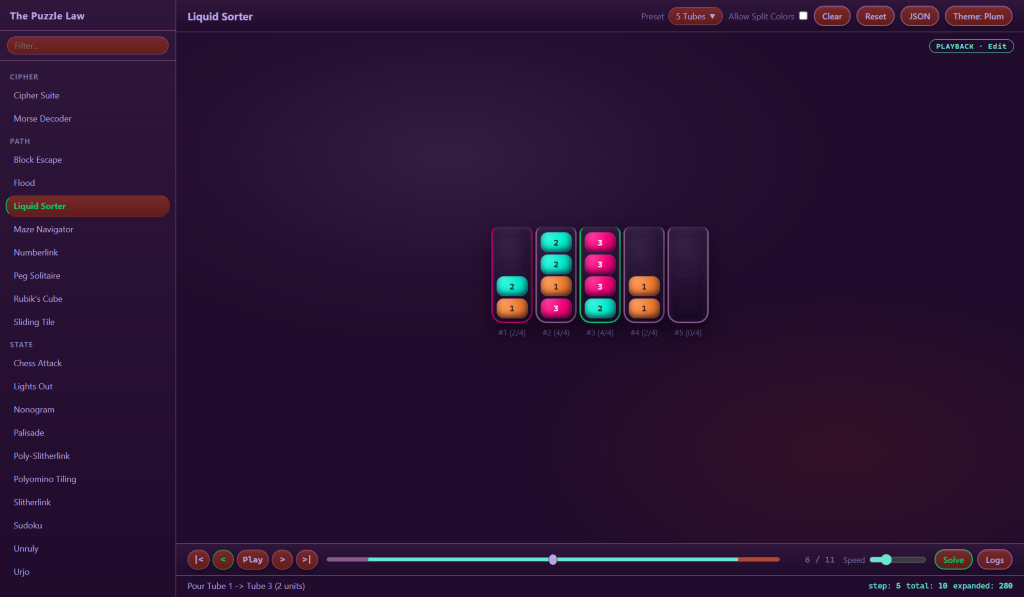 The Puzzle Law
Filter...
CIPHER
Cipher Suite
Morse Decoder
PATH
Block Escape
Flood
Liquid Sorter
Maze Navigator
Numberlink
Peg Solitaire
Rubik's Cube
Sliding Tile
STATE
Chess Attack
Lights Out
Nonogram
Palisade
Poly-Slitherlink
Polyomino Tiling
Slitherlink
Sudoku
Unruly
Urjo
Liquid Sorter
Preset 5 Tubes ▼ Allow Split Colors Clear Reset JSON Theme: Plum
PLAYBACK · Edit
2 3
2 3
2 1 3 1
1 3 2 1
#1 (2/4) #2 (4/4) #3 (4/4) #4 (2/4) #5 (0/4)
|< < Play > >| 6 / 11 Speed Solve Logs
Pour Tube 1 -> Tube 3 (2 units) step: 5 total: 10 expanded: 280